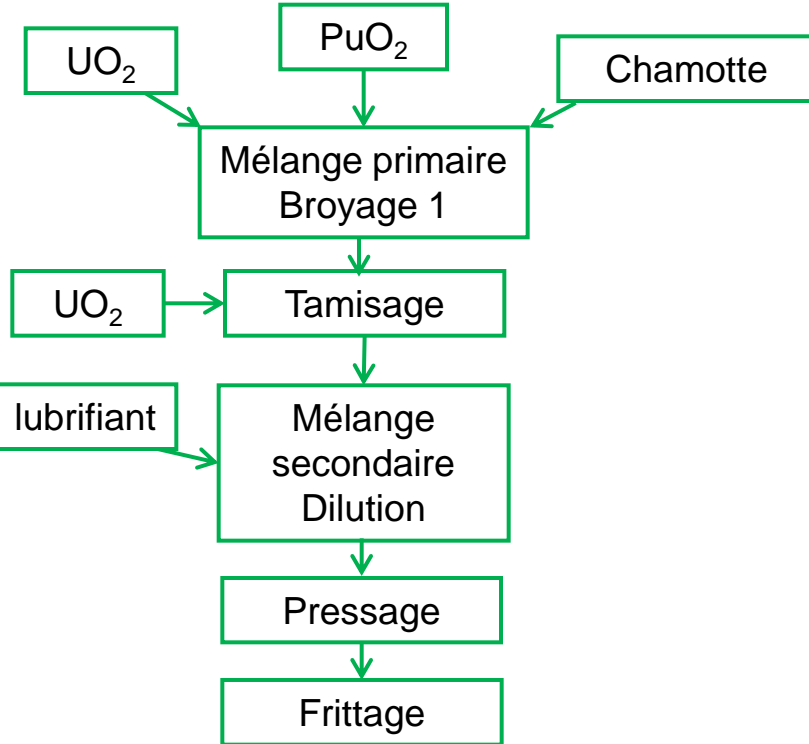 UO₂
PuO₂
Chamotte
Mélange primaire
Broyage 1
UO₂
Tamisage
lubrifiant
Mélange
secondaire
Dilution
Pressage
Frittage